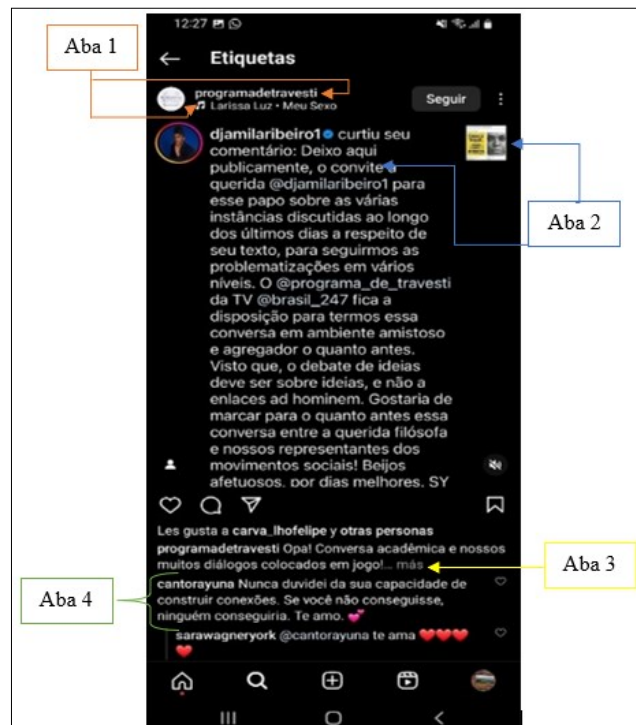 12:27
Aba 1
Etiquetas
programadetravesti
Larissa Luz • Meu Sexo
Seguir
djamilaribeiro1 curtiu seu
comentário: Deixo aqui
publicamente, o convite a
querida @djamilaribeiro1 para
esse papo sobre as várias
instâncias discutidas ao longo
dos últimos dias a respeito de
seu texto, para seguirmos as
problematizações em vários
níveis. O @programa_de_travesti
da TV @brasil_247 fica a
disposição para termos essa
conversa em ambiente amistoso
e agregador o quanto antes.
Visto que, o debate de ideias
deve ser sobre ideias, e não a
enlaces ad hominem. Gostaria de
marcar para o quanto antes essa
conversa entre a querida filósofa
e nossos representantes dos
movimentos sociais! Beijos
afetuosos, por dias melhores, SY
Aba 2
Les gusta a carva_lhofelipe y otras personas
programadetravesti Opa! Conversa acadêmica e nossos
muitos diálogos colocados em jogo!... más
Aba 3
Aba 4
cantorayuna Nunca duvidei da sua capacidade de
construir conexões. Se você não conseguisse,
ninguém conseguiria. Te amo. 💕
sarawagneryork @cantorayuna te ama ❤️❤️❤️
❤️